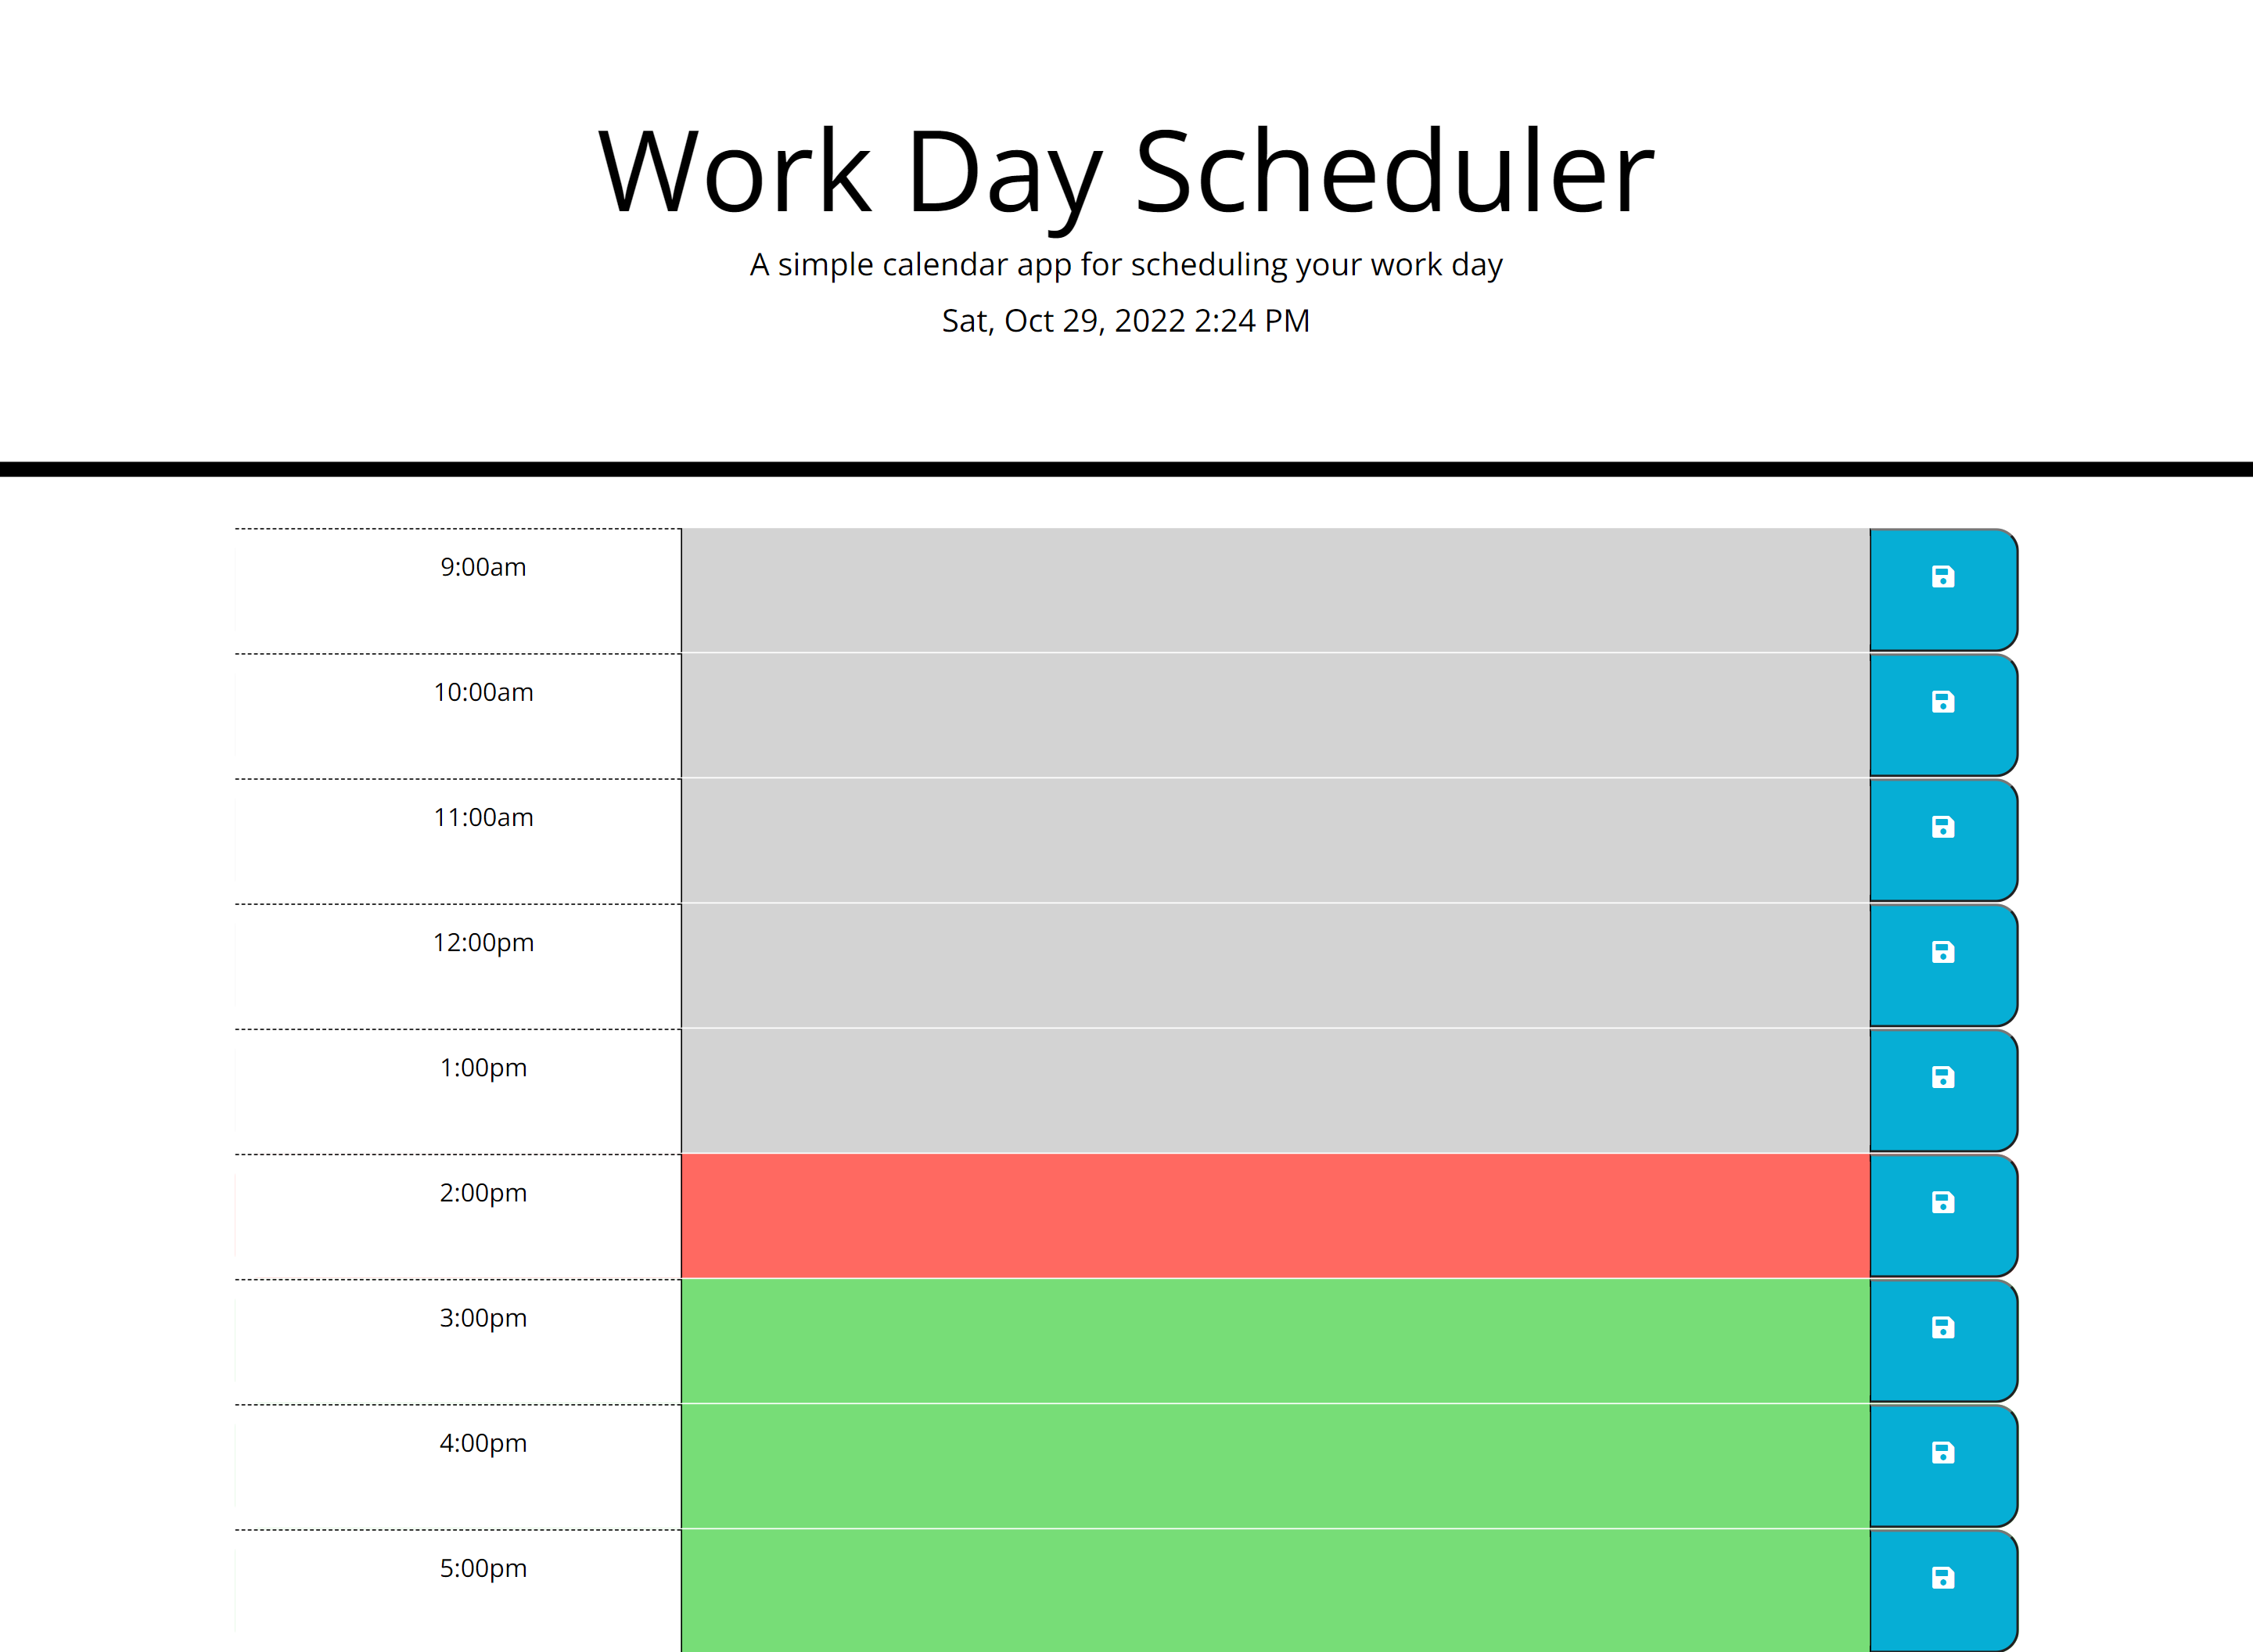 Work Day Scheduler
A simple calendar app for scheduling your work day
Sat, Oct 29, 2022 2:24 PM
9:00am
10:00am
11:00am
12:00pm
1:00pm
2:00pm
3:00pm
4:00pm
5:00pm